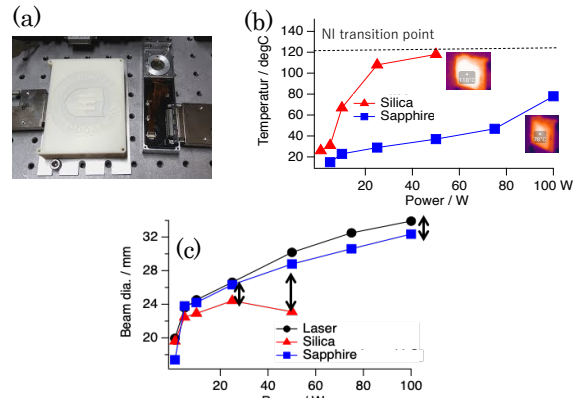 (a)
(b)
NI transition point
Temperatur / degC
140
120
100
80
60
40
20
Silica
Sapphire
20
40
60
80
100 W
Power / W
(c)
Beam dia. / mm
32
28
24
20
Laser
Silica
Sapphire
20
40
60
80
100
Power / W